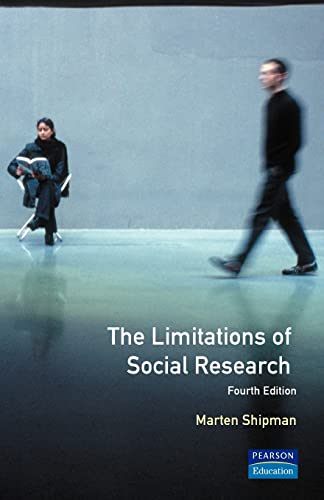 The Limitations of
Social Research
Fourth Edition
Marten Shipman
PEARSON
Education